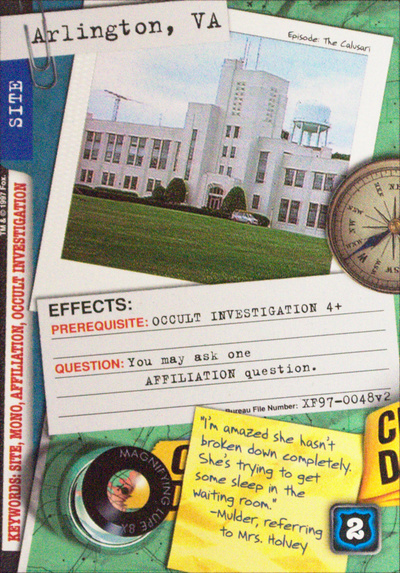 Arlington, VA
Episode: The Calusari
SITE
TM & © 1997 Fox.
KEYWORDS: SITE, MONO, AFFILIATION, OCCULT INVESTIGATION
EFFECTS:
PREREQUISITE: OCCULT INVESTIGATION 4+
QUESTION: You may ask one
AFFILIATION question.
Bureau File Number: XF97-0048v2
MAGNIFYING LUPE 8X
"I'm amazed she hasn't
broken down completely.
She's trying to get
some sleep in the
waiting room."
-Mulder, referring
to Mrs. Holvey
2